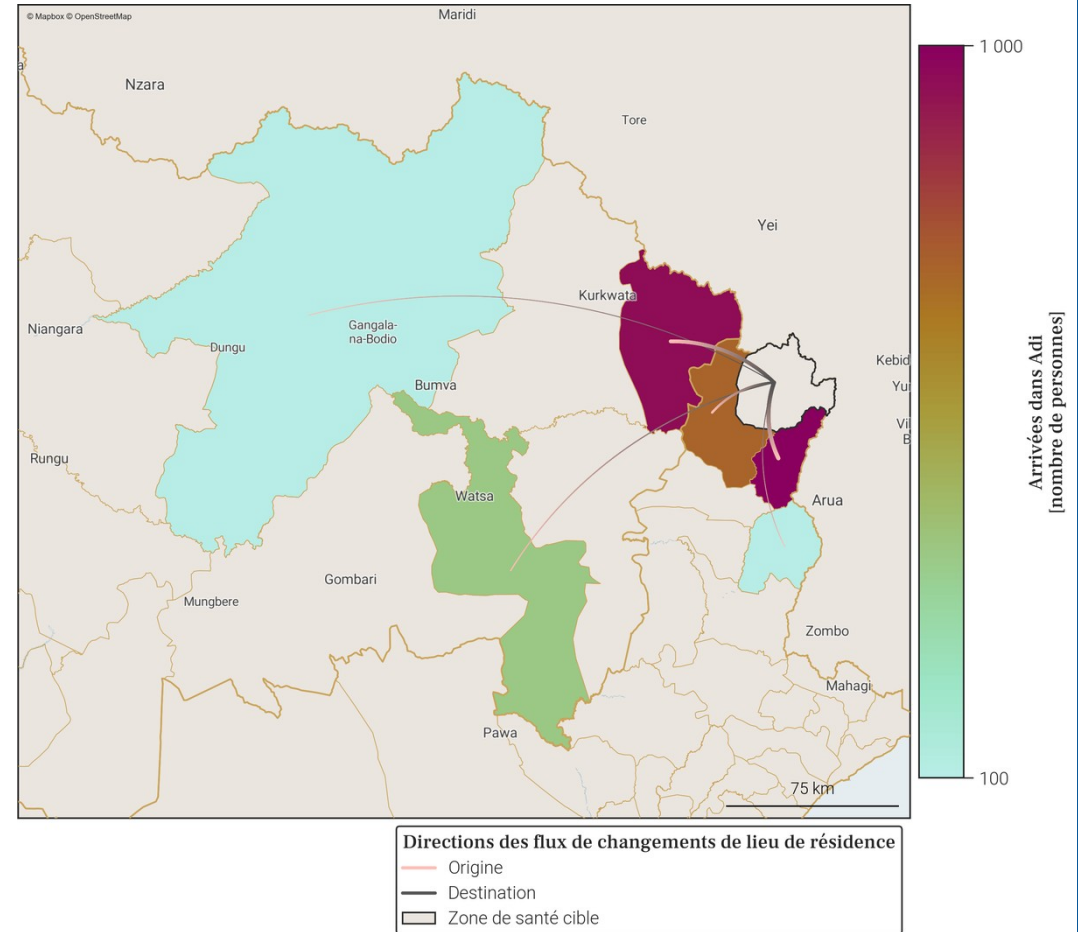 © Mapbox © OpenStreetMap
Maridi
Nzara
Tore
Yei
Kurkwata
Niangara
Gangala-
na-Bodio
Dungu
Kebid
Bumva
Yu
Vil
B
Rungu
Watsa
Arua
Gombari
Mungbere
Zombo
Mahagi
Pawa
75 km
1 000
100
Arrivées dans Adi
[nombre de personnes]
Directions des flux de changements de lieu de résidence
Origine
Destination
Zone de santé cible